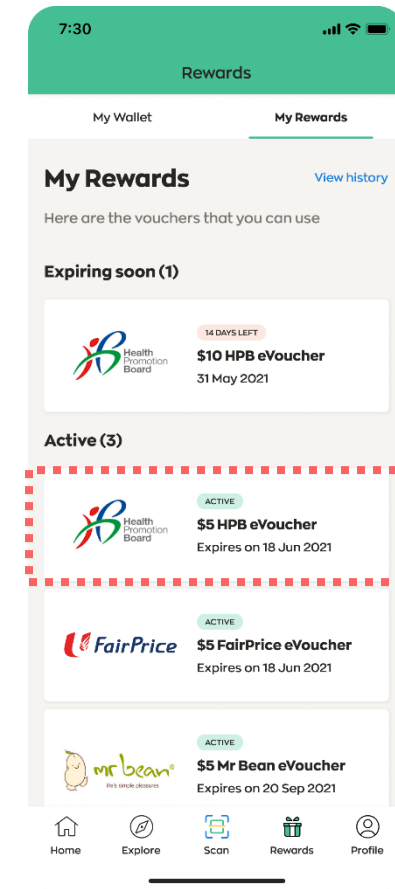 7:30
Rewards
My Wallet
My Rewards
My Rewards
View history
Here are the vouchers that you can use
Expiring soon (1)
Health
Promotion
Board
14 DAYS LEFT
$10 HPB eVoucher
31 May 2021
Active (3)
Health
Promotion
Board
ACTIVE
$5 HPB eVoucher
Expires on 18 Jun 2021
FairPrice
ACTIVE
$5 FairPrice eVoucher
Expires on 18 Jun 2021
mr bean®
life's simple pleasures
ACTIVE
$5 Mr Bean eVoucher
Expires on 20 Sep 2021
Home
Explore
Scan
Rewards
Profile